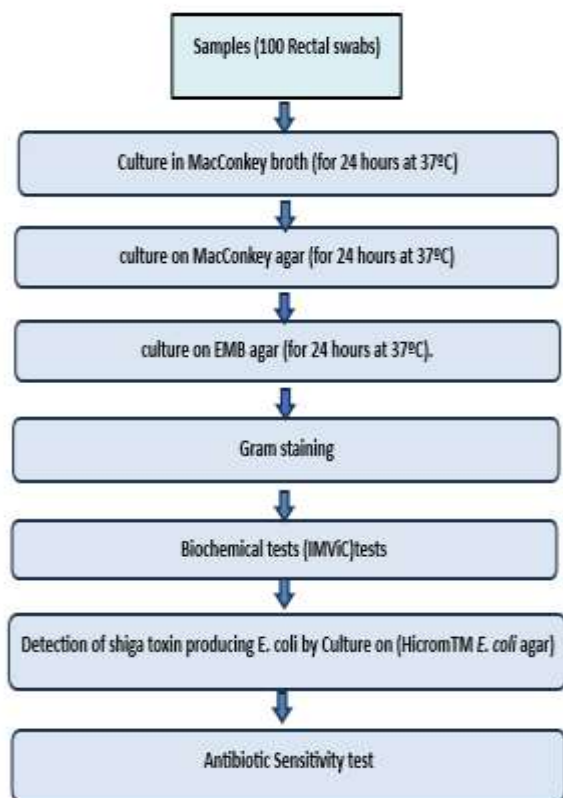 Samples (100 Rectal swabs)
Culture in MacConkey broth (for 24 hours at 37ºC)
culture on MacConkey agar (for 24 hours at 37ºC)
culture on EMB agar (for 24 hours at 37ºC).
Gram staining
Biochemical tests (IMViC)tests
Detection of shiga toxin producing E. coli by Culture on (HicromTM E. coli agar)
Antibiotic Sensitivity test